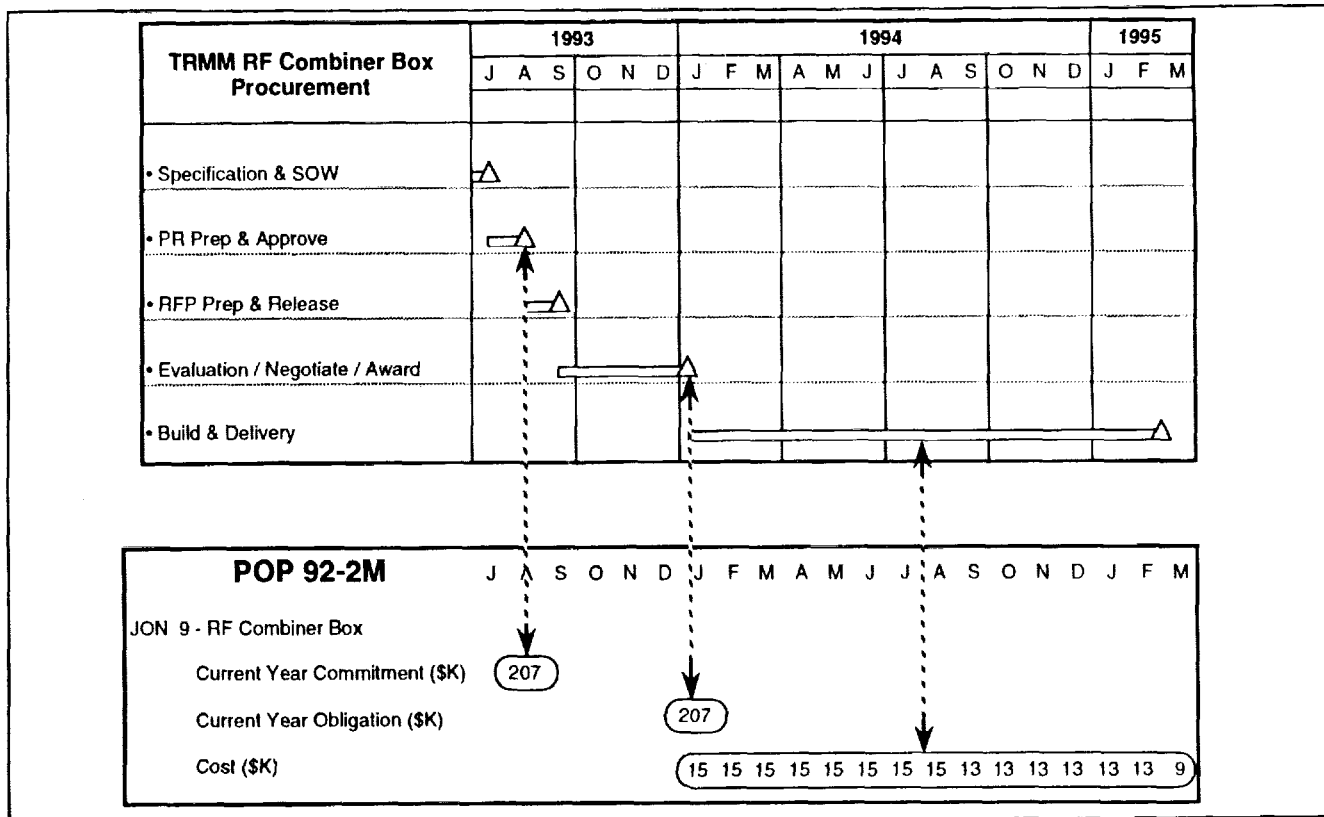 TRMM RF Combiner Box
Procurement
1993 1994 1995
J A S O N D J F M A M J J A S O N D J F M
• Specification & SOW
• PR Prep & Approve
• RFP Prep & Release
• Evaluation / Negotiate / Award
• Build & Delivery
POP 92-2M J A S O N D J F M A M J J A S O N D J F M
JON 9 - RF Combiner Box
Current Year Commitment ($K) 207
Current Year Obligation ($K) 207
Cost ($K) 15 15 15 15 15 15 15 15 13 13 13 13 13 13 9